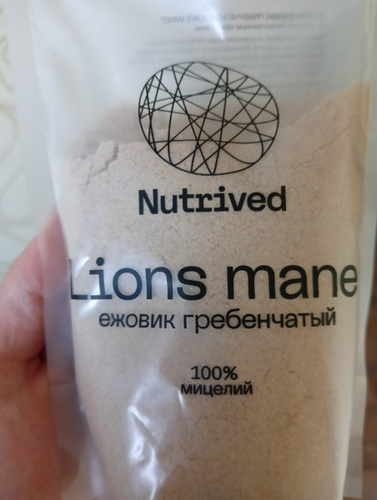 Nutrived
Lions mane
ежовик гребенчатый
100%
мицелий